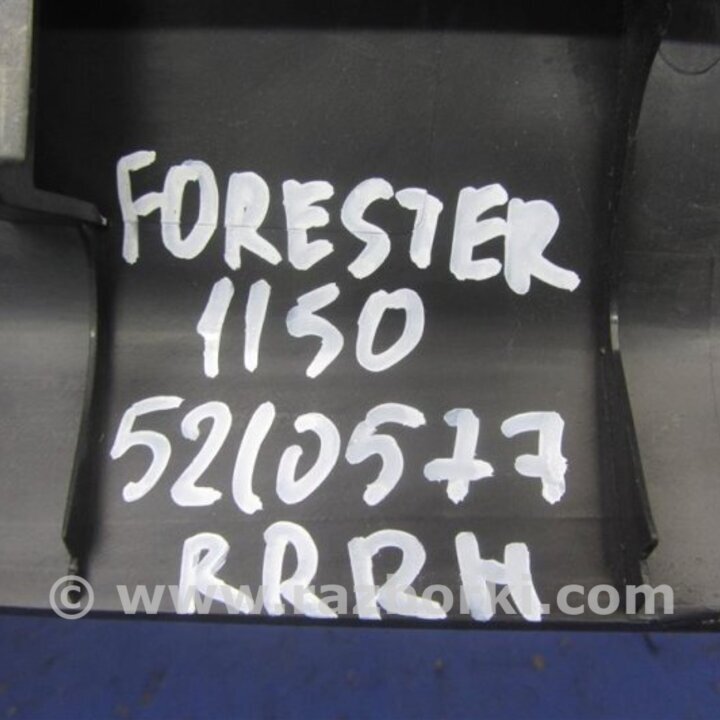 FORESTER
1150
5210577
RRRH
© www.razborki.com